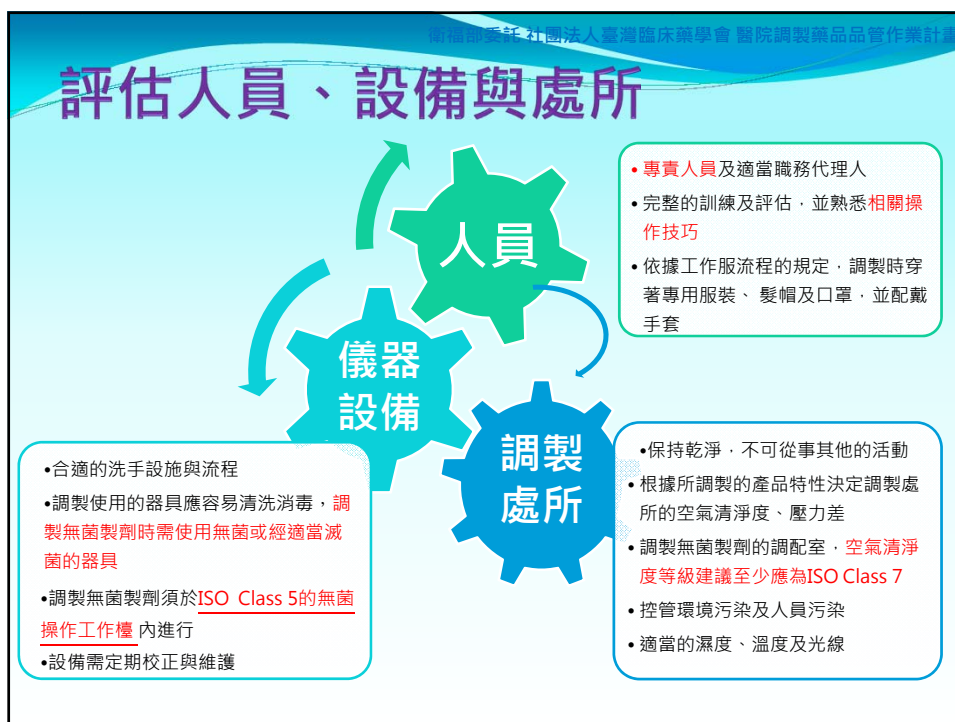 衛福部委託 社團法人臺灣臨床藥學會 醫院調製藥品品管作業計畫
評估人員、設備與處所
人員
• 專責人員及適當職務代理人
• 完整的訓練及評估，並熟悉相關操
作技巧
• 依據工作服流程的規定，調製時穿
著專用服裝、 髮帽及口罩，並配戴
手套
儀器
設備
•合適的洗手設施與流程
•調製使用的器具應容易清洗消毒，調
製無菌製劑時需使用無菌或經適當滅
菌的器具
•調製無菌製劑須於ISO Class 5的無菌
操作工作檯 內進行
•設備需定期校正與維護
調製
處所
•保持乾淨，不可從事其他的活動
• 根據所調製的產品特性決定調製處
所的空氣清淨度、壓力差
• 調製無菌製劑的調配室，空氣清淨
度等級建議至少應為ISO Class 7
• 控管環境污染及人員污染
• 適當的濕度、溫度及光線